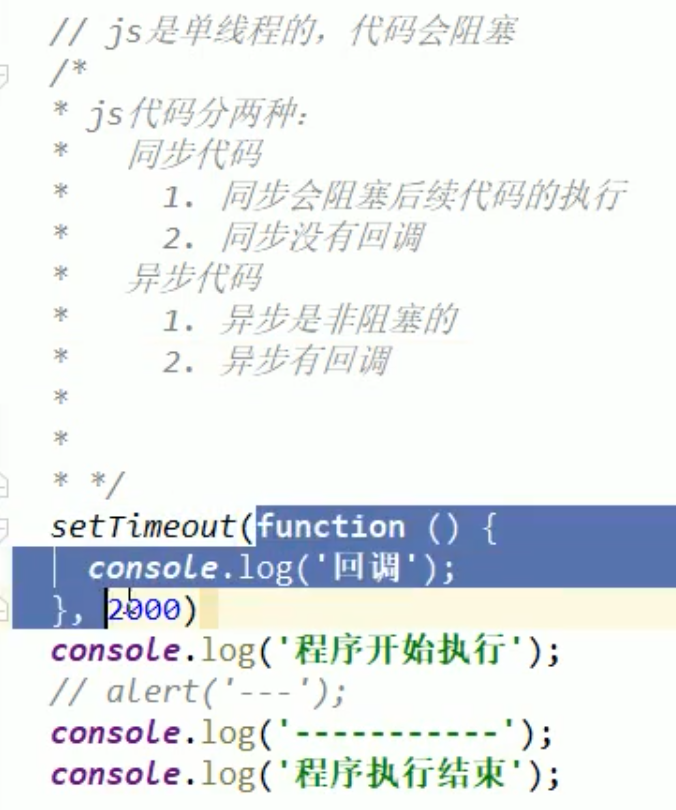 // js是单线程的，代码会阻塞
/*
* js代码分两种：
*   同步代码
*     1. 同步会阻塞后续代码的执行
*     2. 同步没有回调
*   异步代码
*     1. 异步是非阻塞的
*     2. 异步有回调
*
*
* */
setTimeout(function () {
  console.log('回调');
}, 2000)
console.log('程序开始执行');
// alert('---');
console.log('-----------');
console.log('程序执行结束');